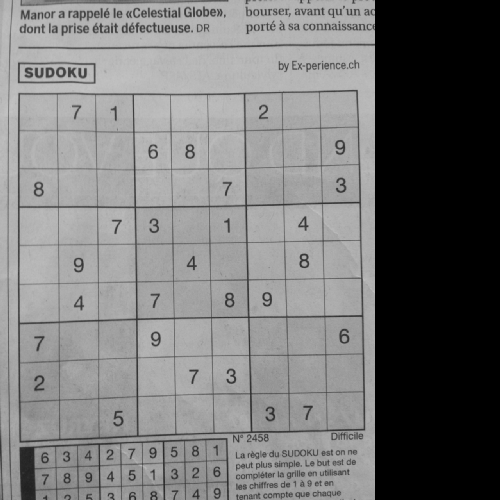 Manor a rappelé le «Celestial Globe»,
dont la prise était défectueuse. DR
bourser, avant qu'un
porté à sa connaissance
SUDOKU
by Ex-perience.ch
7 1 2
6 8 9
8 7 3
7 3 1 4
9 4 8
4 7 8 9
7 9 6
2 7 3
5 3 7
N° 2458 Difficile
6 3 4 2 7 9 5 8 1
7 8 9 4 5 1 3 2 6
1 2 5 3 6 8 7 4 9
La règle du SUDOKU est on ne
peut plus simple. Le but est de
compléter la grille en utilisant
les chiffres de 1 à 9 et en
tenant compte que chaque